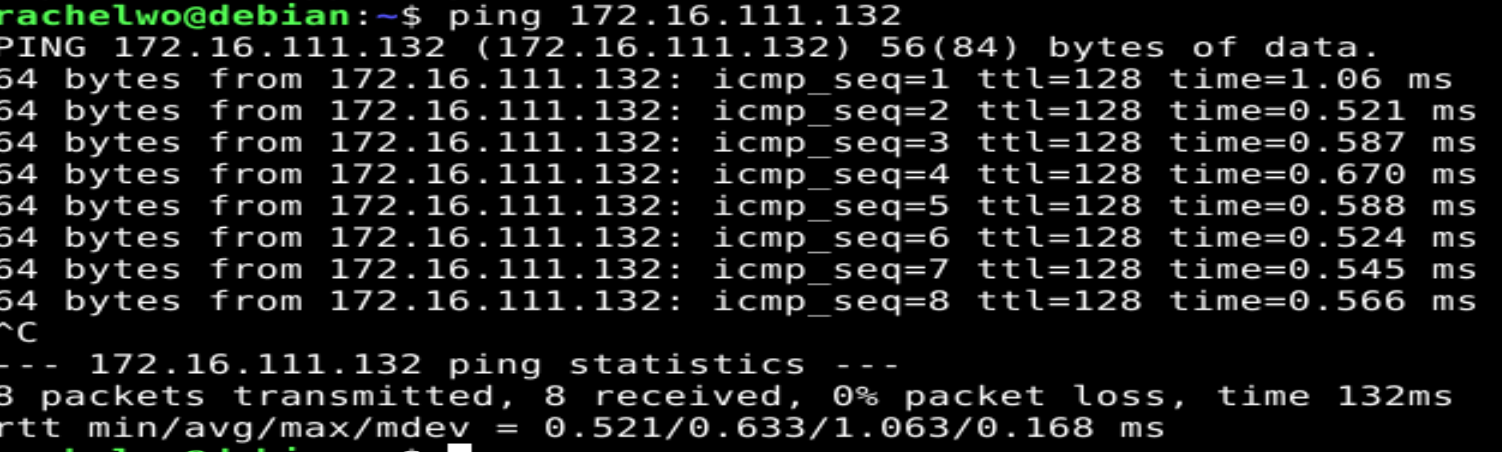 rachelwo@debian:~$ ping 172.16.111.132
PING 172.16.111.132 (172.16.111.132) 56(84) bytes of data.
64 bytes from 172.16.111.132: icmp_seq=1 ttl=128 time=1.06 ms
64 bytes from 172.16.111.132: icmp_seq=2 ttl=128 time=0.521 ms
64 bytes from 172.16.111.132: icmp_seq=3 ttl=128 time=0.587 ms
64 bytes from 172.16.111.132: icmp_seq=4 ttl=128 time=0.670 ms
64 bytes from 172.16.111.132: icmp_seq=5 ttl=128 time=0.588 ms
64 bytes from 172.16.111.132: icmp_seq=6 ttl=128 time=0.524 ms
64 bytes from 172.16.111.132: icmp_seq=7 ttl=128 time=0.545 ms
64 bytes from 172.16.111.132: icmp_seq=8 ttl=128 time=0.566 ms
^C
--- 172.16.111.132 ping statistics ---
8 packets transmitted, 8 received, 0% packet loss, time 132ms
rtt min/avg/max/mdev = 0.521/0.633/1.063/0.168 ms